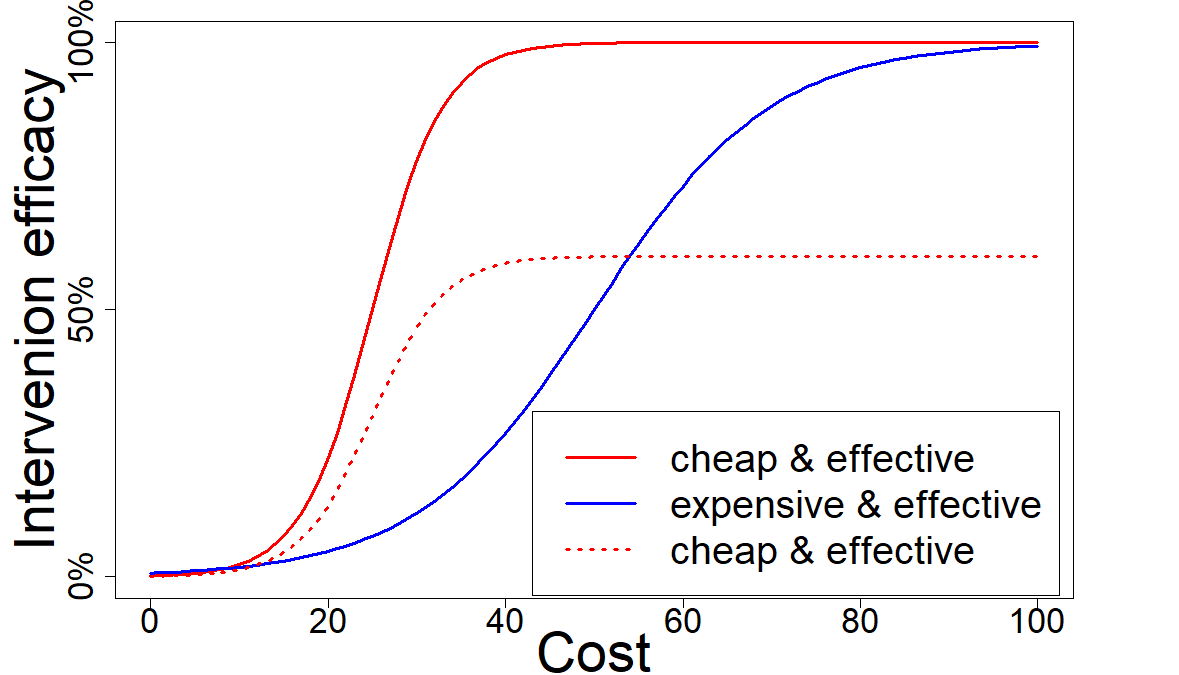 Intervenion efficacy
100%
50%
0%
cheap & effective
expensive & effective
cheap & effective
0 20 40 60 80 100
Cost